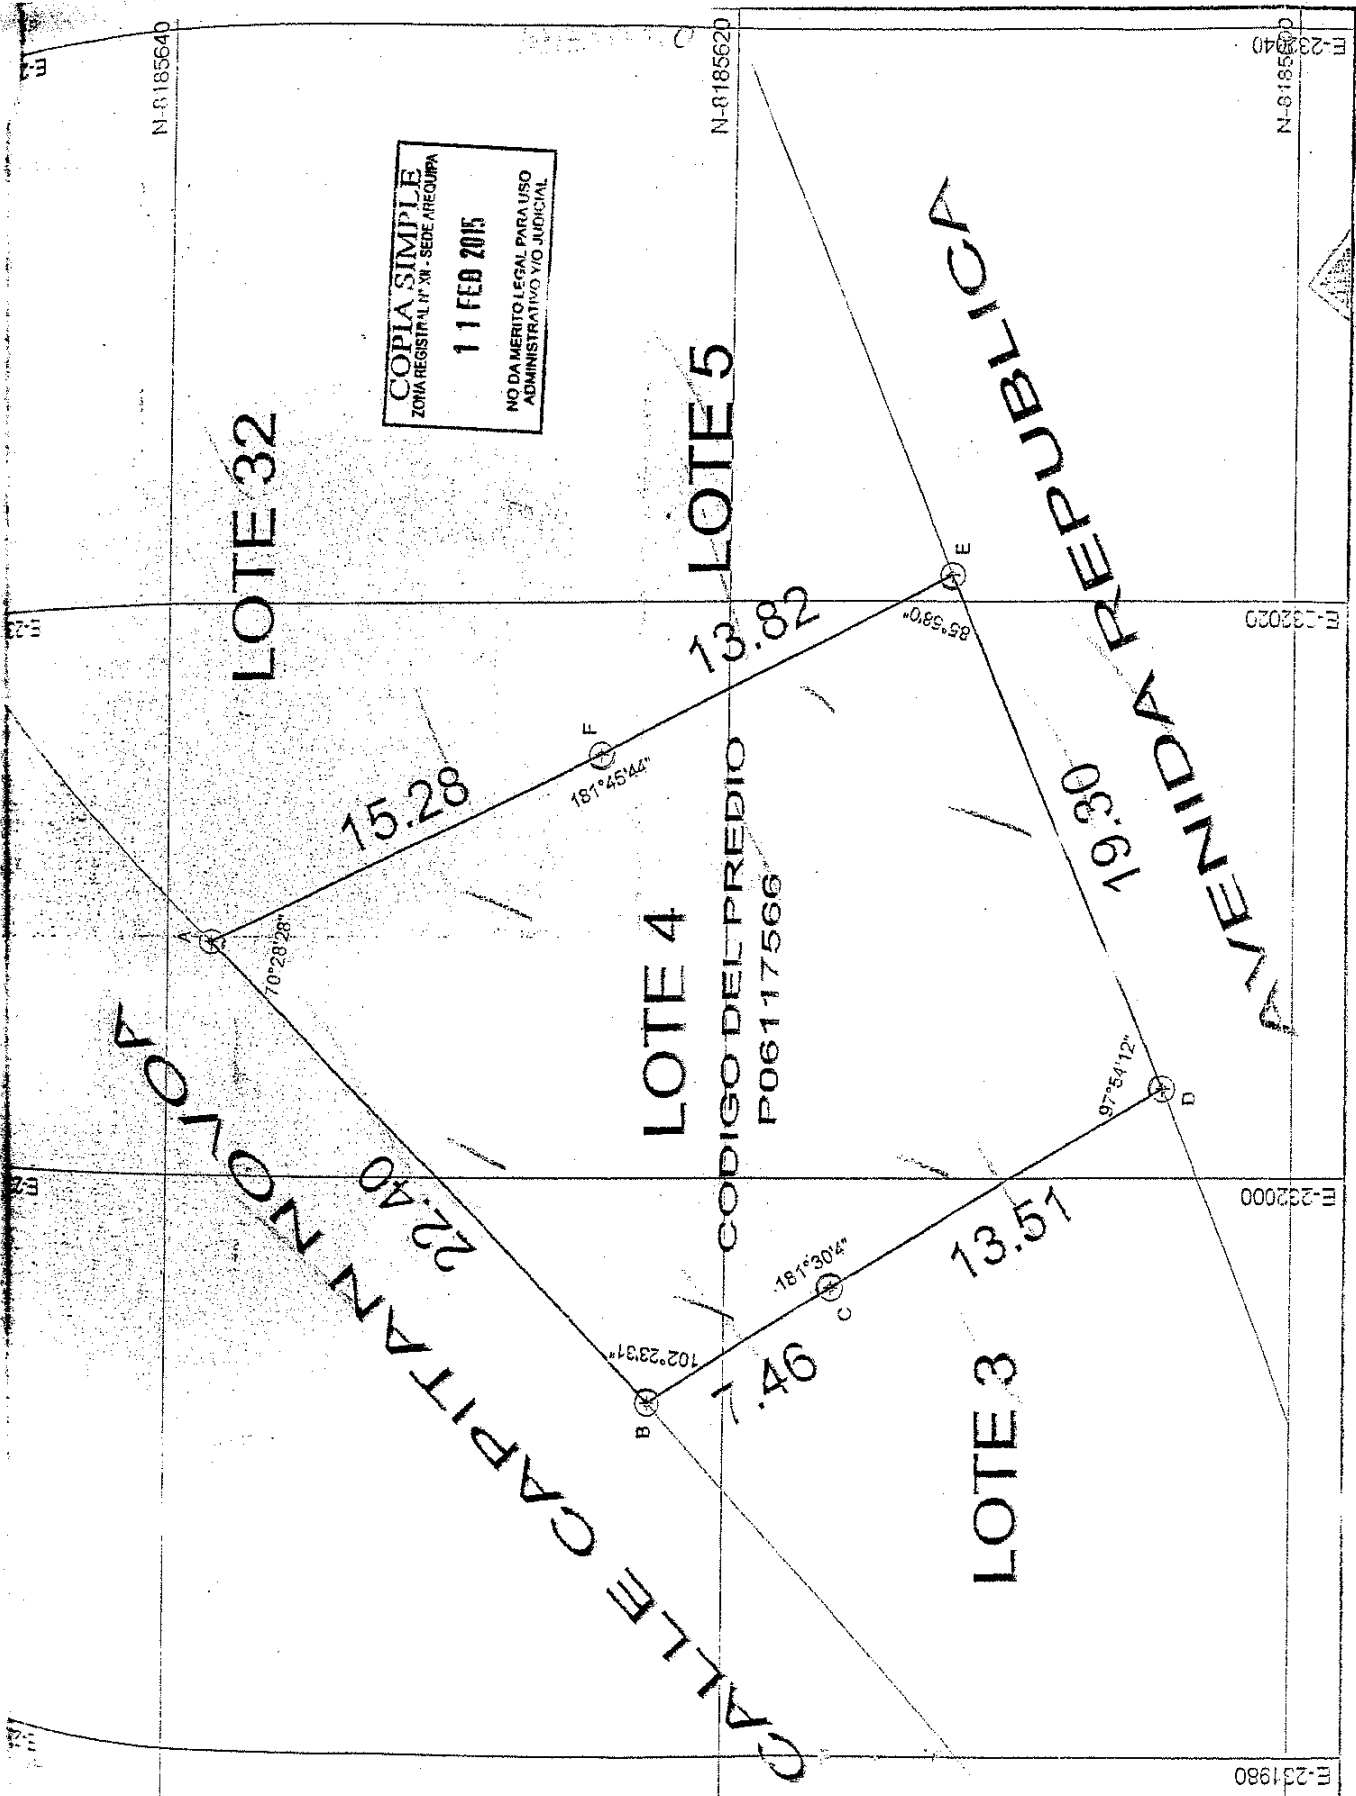 N-8185640
N-8185620
E-232040
COPIA SIMPLE
ZONA REGISTRAL N° XII - SEDE AREQUIPA
11 FEB 2015
NO DA MERITO LEGAL PARA USO
ADMINISTRATIVO Y/O JUDICIAL
LOTE 32
LOTE 5
AVENIDA REPUBLICA
CALLE CAPITAN NOVOA
A
70°28'28"
15.28
F
181°45'44"
13.82
E
85°58'0"
19.30
22.40
LOTE 4
CODIGO DEL PREDIO
P06117566
B
102°23'31"
7.46
C
181°30'4"
13.51
97°54'12"
D
LOTE 3
E-232000
E-231980